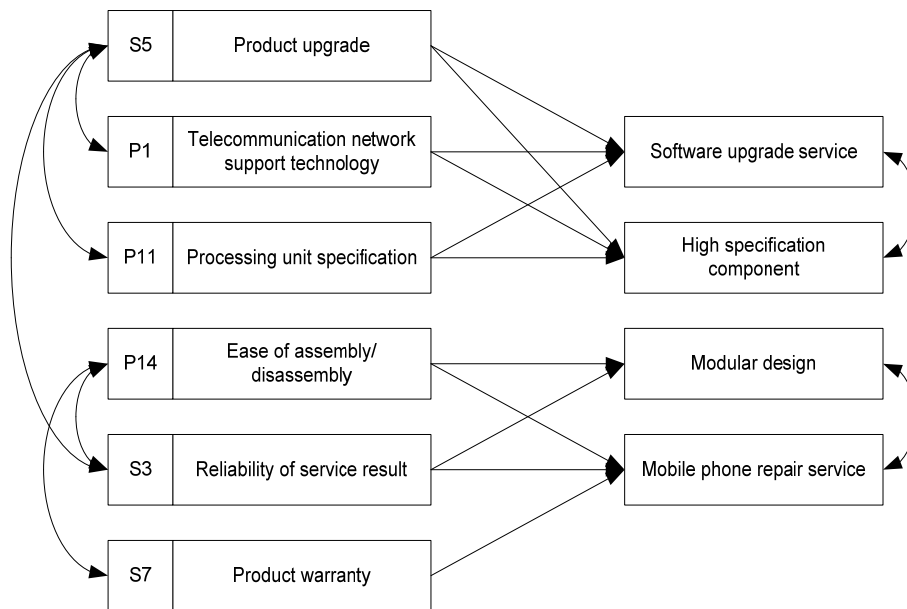 S5
Product upgrade
P1
Telecommunication network
support technology
Software upgrade service
P11
Processing unit specification
High specification
component
P14
Ease of assembly/
disassembly
Modular design
S3
Reliability of service result
Mobile phone repair service
S7
Product warranty